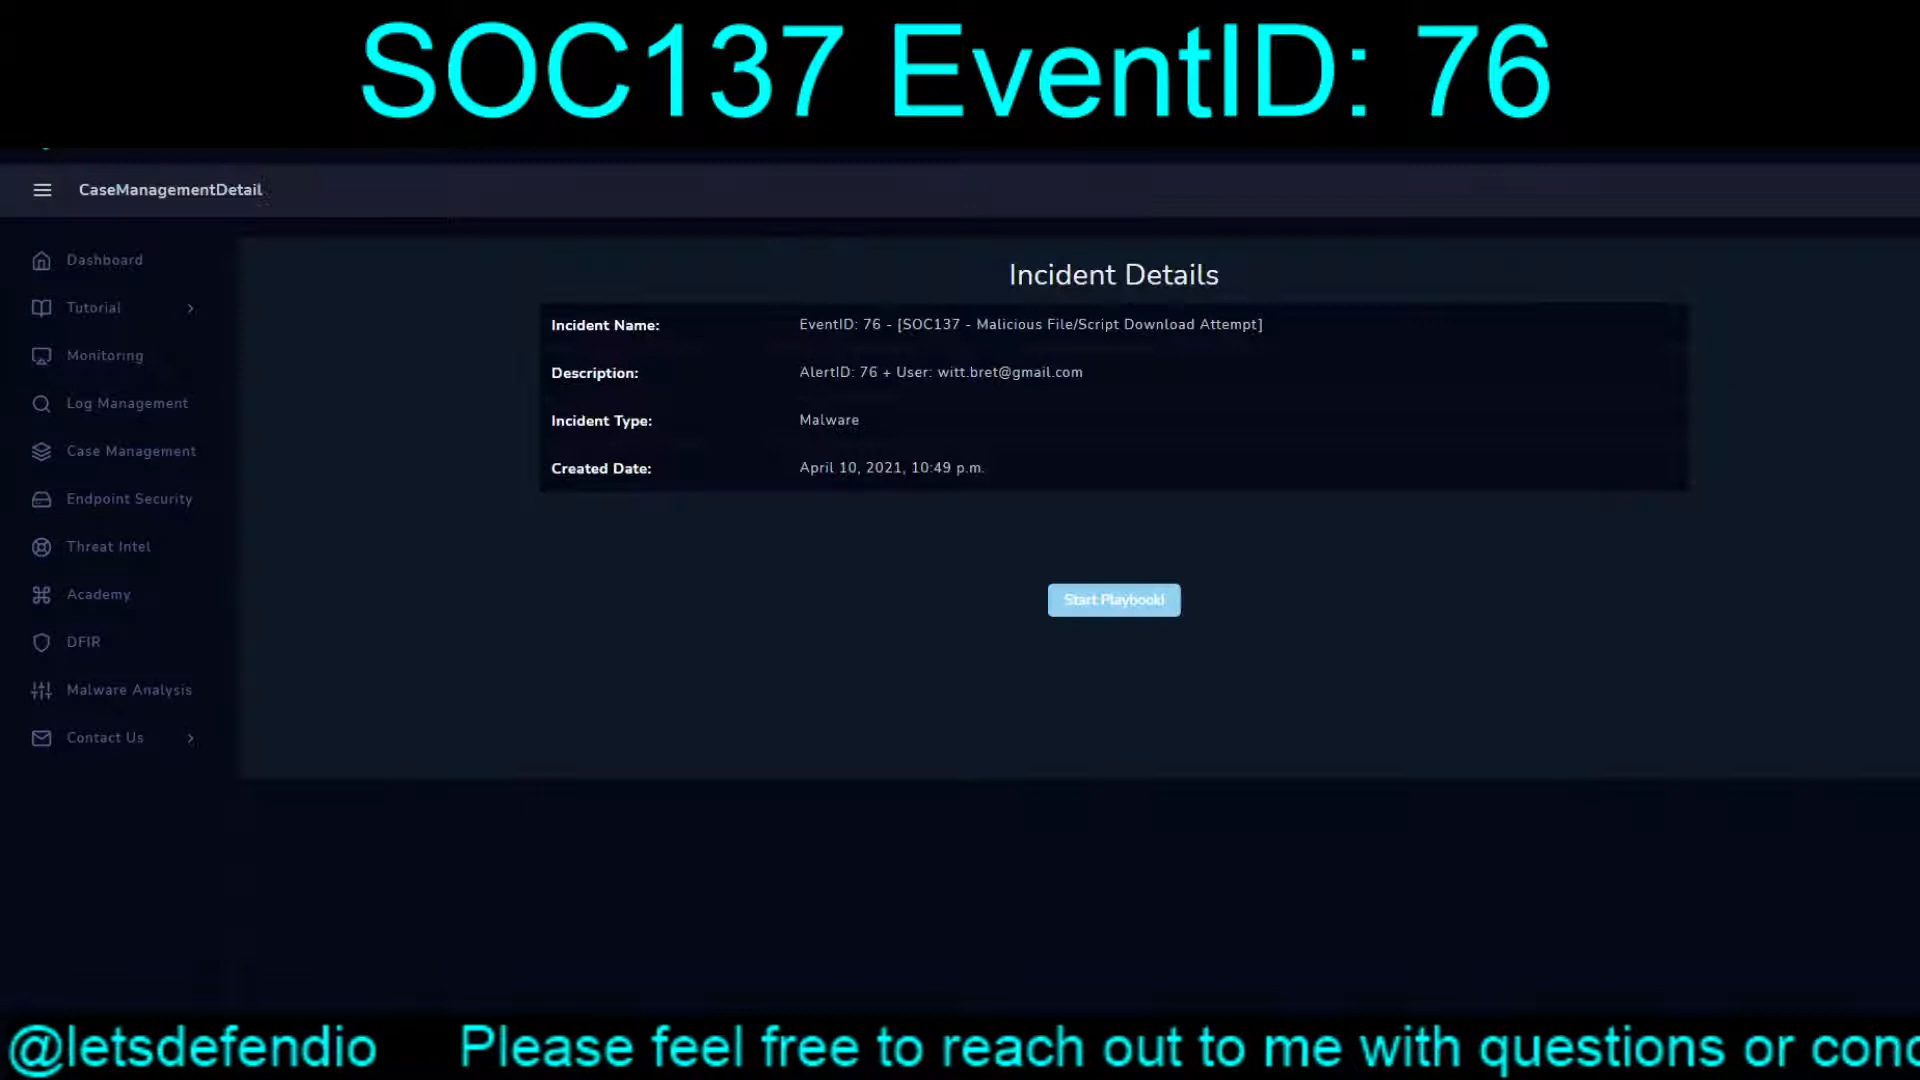 SOC137 EventID: 76
CaseManagementDetail
Dashboard
Tutorial
Monitoring
Log Management
Case Management
Endpoint Security
Threat Intel
Academy
DFIR
Malware Analysis
Contact Us
Incident Details
Incident Name: EventID: 76 - [SOC137 - Malicious File/Script Download Attempt]
Description: AlertID: 76 + User: witt.bret@gmail.com
Incident Type: Malware
Created Date: April 10, 2021, 10:49 p.m.
Start Playbook!
@letsdefendio Please feel free to reach out to me with questions or